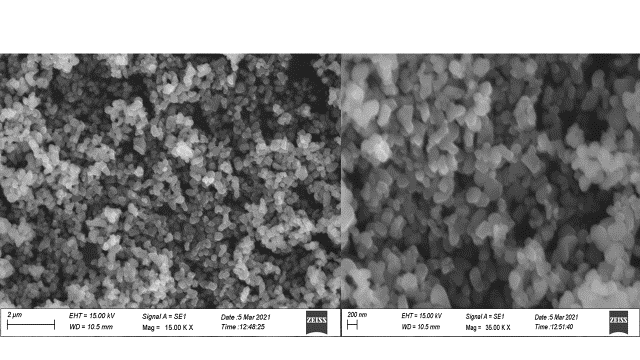 2 µm
EHT = 15.00 kV
Signal A = SE1
Date :5 Mar 2021
WD = 10.5 mm
Mag = 15.00 K X
Time :12:48:25
ZEISS
200 nm
EHT = 15.00 kV
Signal A = SE1
Date :5 Mar 2021
WD = 10.5 mm
Mag = 35.00 K X
Time :12:51:40
ZEISS